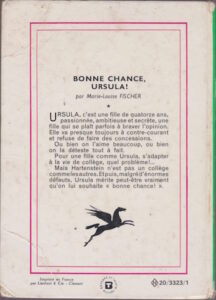 BONNE CHANCE,
URSULA!
par Marie-Louise FISCHER
★
URSULA, c'est une fille de quatorze ans,
passionnée, ambitieuse et secrète, une
fille qui se plaît parfois à braver l'opinion.
Elle va presque toujours à contre-courant
et refuse de faire des concessions.
Ou bien on l'aime beaucoup, ou bien
on la déteste tout à fait.
Pour une fille comme Ursula, s'adapter
à la vie de collège, quel problème!...
Mais Hartenstein n'est pas un collège
comme les autres. Et puis, malgré d'énormes
défauts, Ursula mérite peut-être vraiment
qu'on lui souhaite « bonne chance! ».
Imprimé en France
par Lienhart & Cie - Clamart
T
20/3323/1